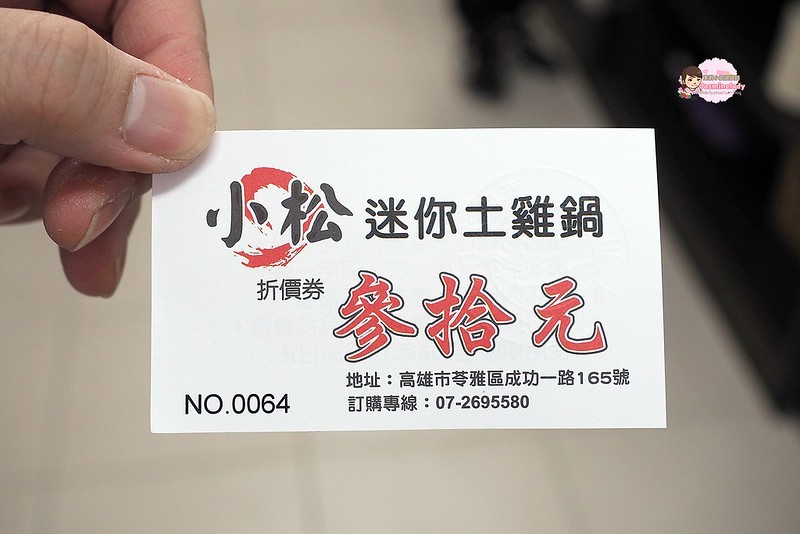 小松 迷你土雞鍋
折價券 參拾元
地址：高雄市苓雅區成功一路165號
NO.0064 訂購專線：07-2695580